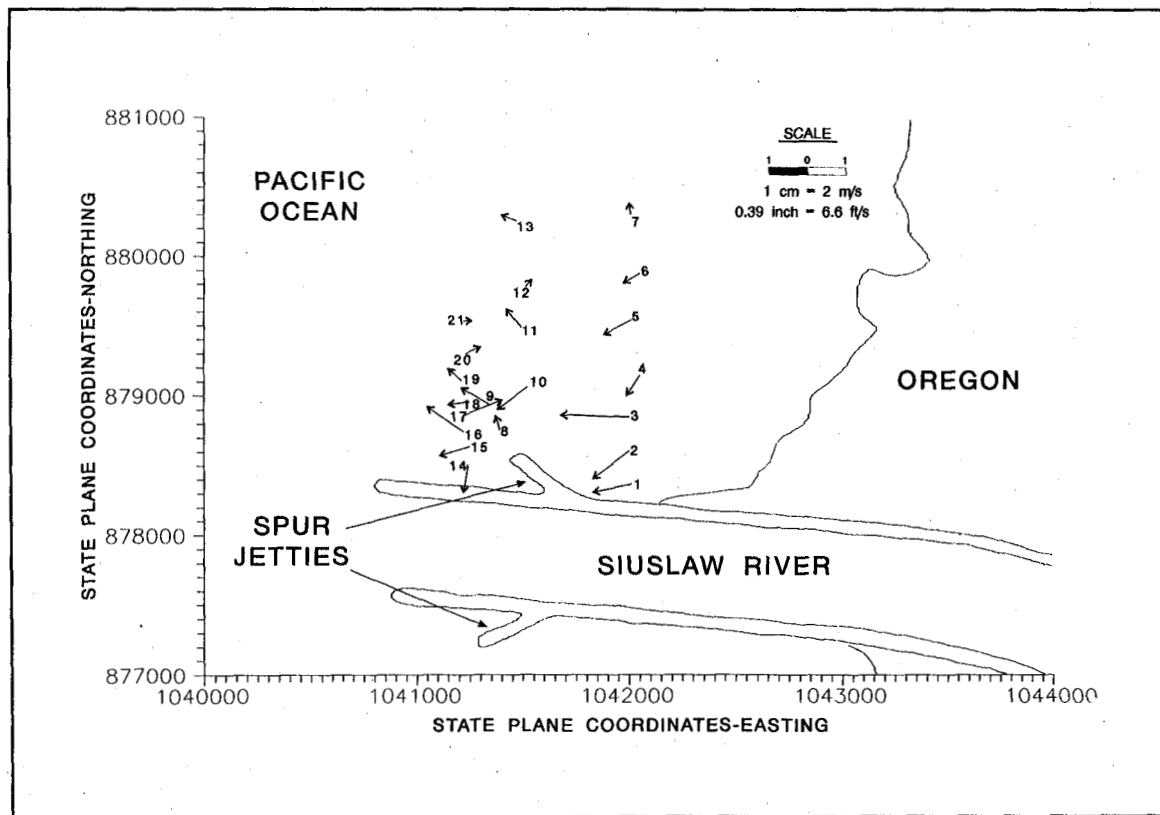 881000
880000
879000
878000
877000
STATE PLANE COORDINATES-NORTHING
PACIFIC
OCEAN
SCALE
1 0 1
1 cm = 2 m/s
0.39 inch = 6.6 ft/s
13
7
12
6
11
5
21
20
19
10
4
9
18
17
3
16
8
15
2
14
1
OREGON
SPUR
JETTIES
SIUSLAW RIVER
1040000 1041000 1042000 1043000 1044000
STATE PLANE COORDINATES-EASTING